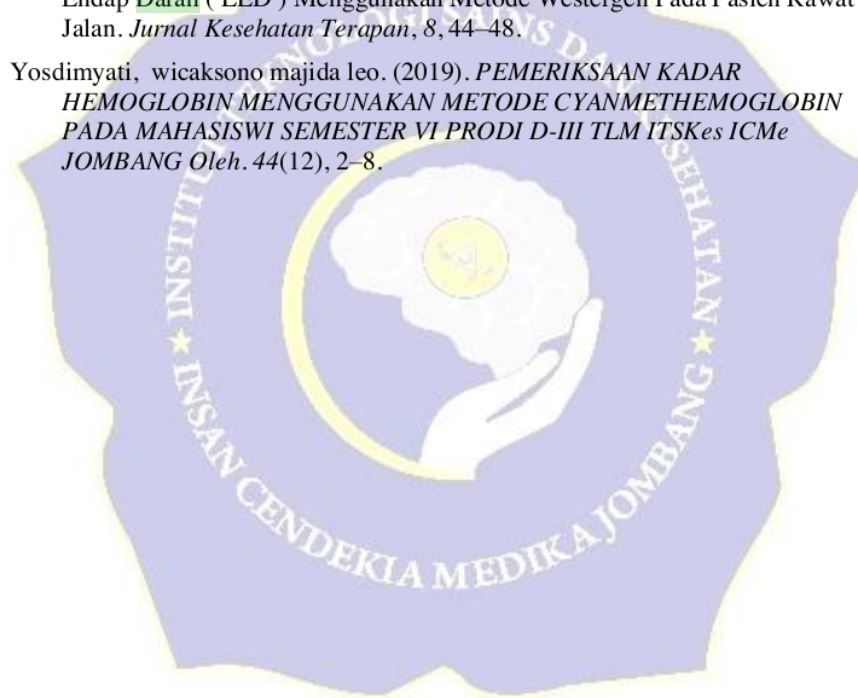 Endap Darah ( LED ) Menggunakan Metode Westergen Pada Pasien Rawat
Jalan. Jurnal Kesehatan Terapan, 8, 44–48.
Yosdimyati, wicaksono majida leo. (2019). PEMERIKSAAN KADAR
HEMOGLOBIN MENGGUNAKAN METODE CYANMETHEMOGLOBIN
PADA MAHASISWI SEMESTER VI PRODI D-III TLM ITSKes ICMe
JOMBANG Oleh. 44(12), 2–8.
INSTITUT TEKNOLOGI SAINS DAN KESEHATAN
INSAN CENDEKIA MEDIKA JOMBANG